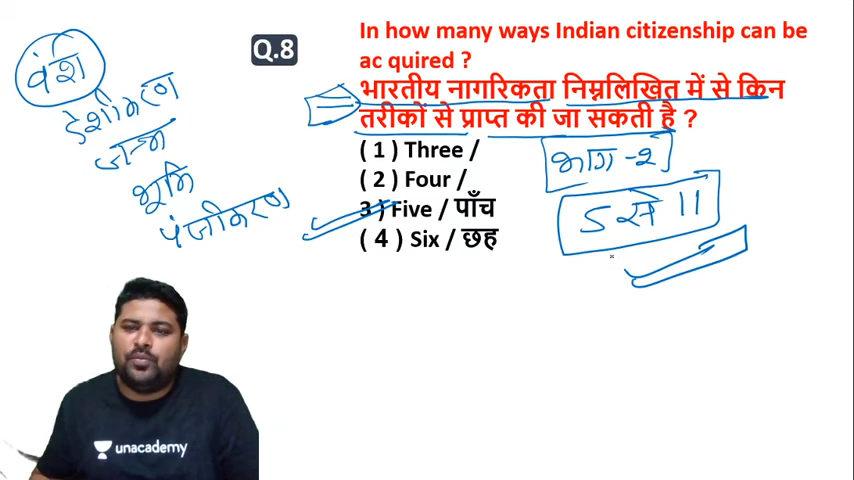 Q.8
In how many ways Indian citizenship can be
ac quired ?
भारतीय नागरिकता निम्नलिखित में से किन
तरीकों से प्राप्त की जा सकती है ?
( 1 ) Three /
( 2 ) Four /
3 ) Five / पाँच
( 4 ) Six / छह
वंश
देशीकरण
जन्म
भूमि
पंजीकरण
भाग-2
5 से 11
unacademy